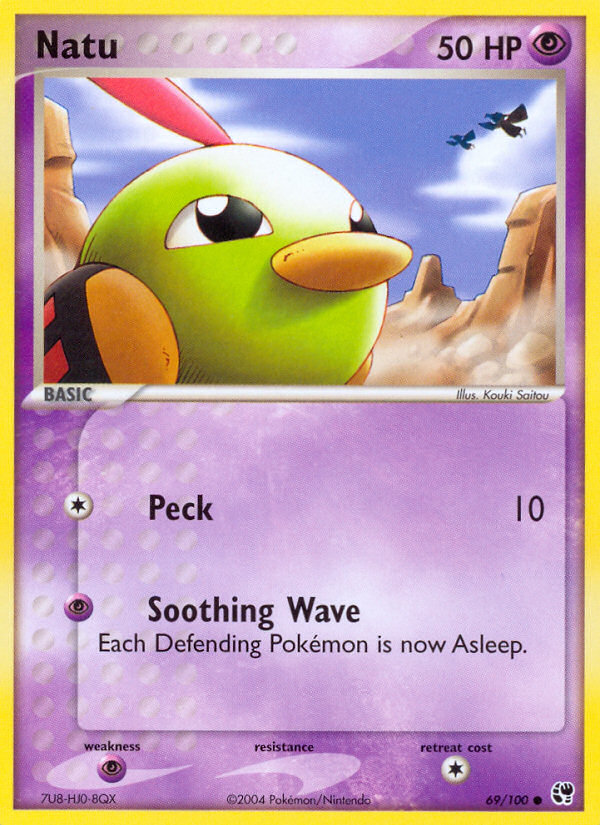 Natu 50 HP
BASIC Illus. Kouki Saitou
Peck 10
Soothing Wave
Each Defending Pokémon is now Asleep.
weakness resistance retreat cost
7U8-HJ0-8QX ©2004 Pokémon/Nintendo 69/100